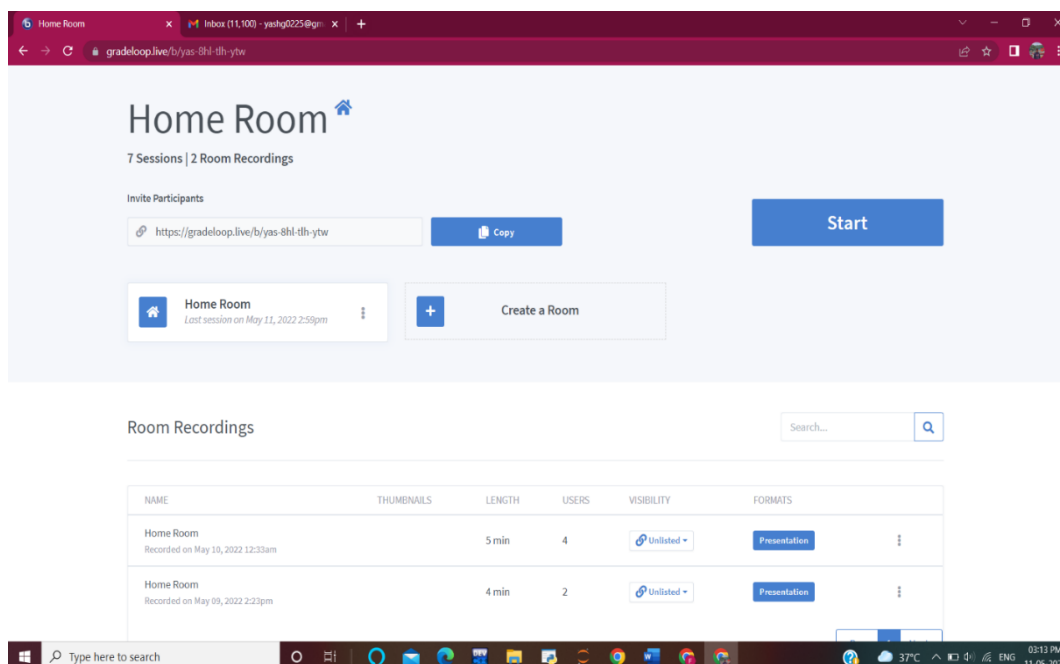 Home Room
Inbox (11,100) - yashg0225@gm
gradeloop.live/b/yas-8hl-tlh-ytw
Home Room
7 Sessions | 2 Room Recordings
Invite Participants
https://gradeloop.live/b/yas-8hl-tlh-ytw
Copy
Start
Home Room
Last session on May 11, 2022 2:59pm
Create a Room
Room Recordings
Search...
NAME THUMBNAILS LENGTH USERS VISIBILITY FORMATS
Home Room
Recorded on May 10, 2022 12:33am
5 min 4 Unlisted Presentation
Home Room
Recorded on May 09, 2022 2:23pm
4 min 2 Unlisted Presentation
Type here to search
37°C
ENG
03:13 PM